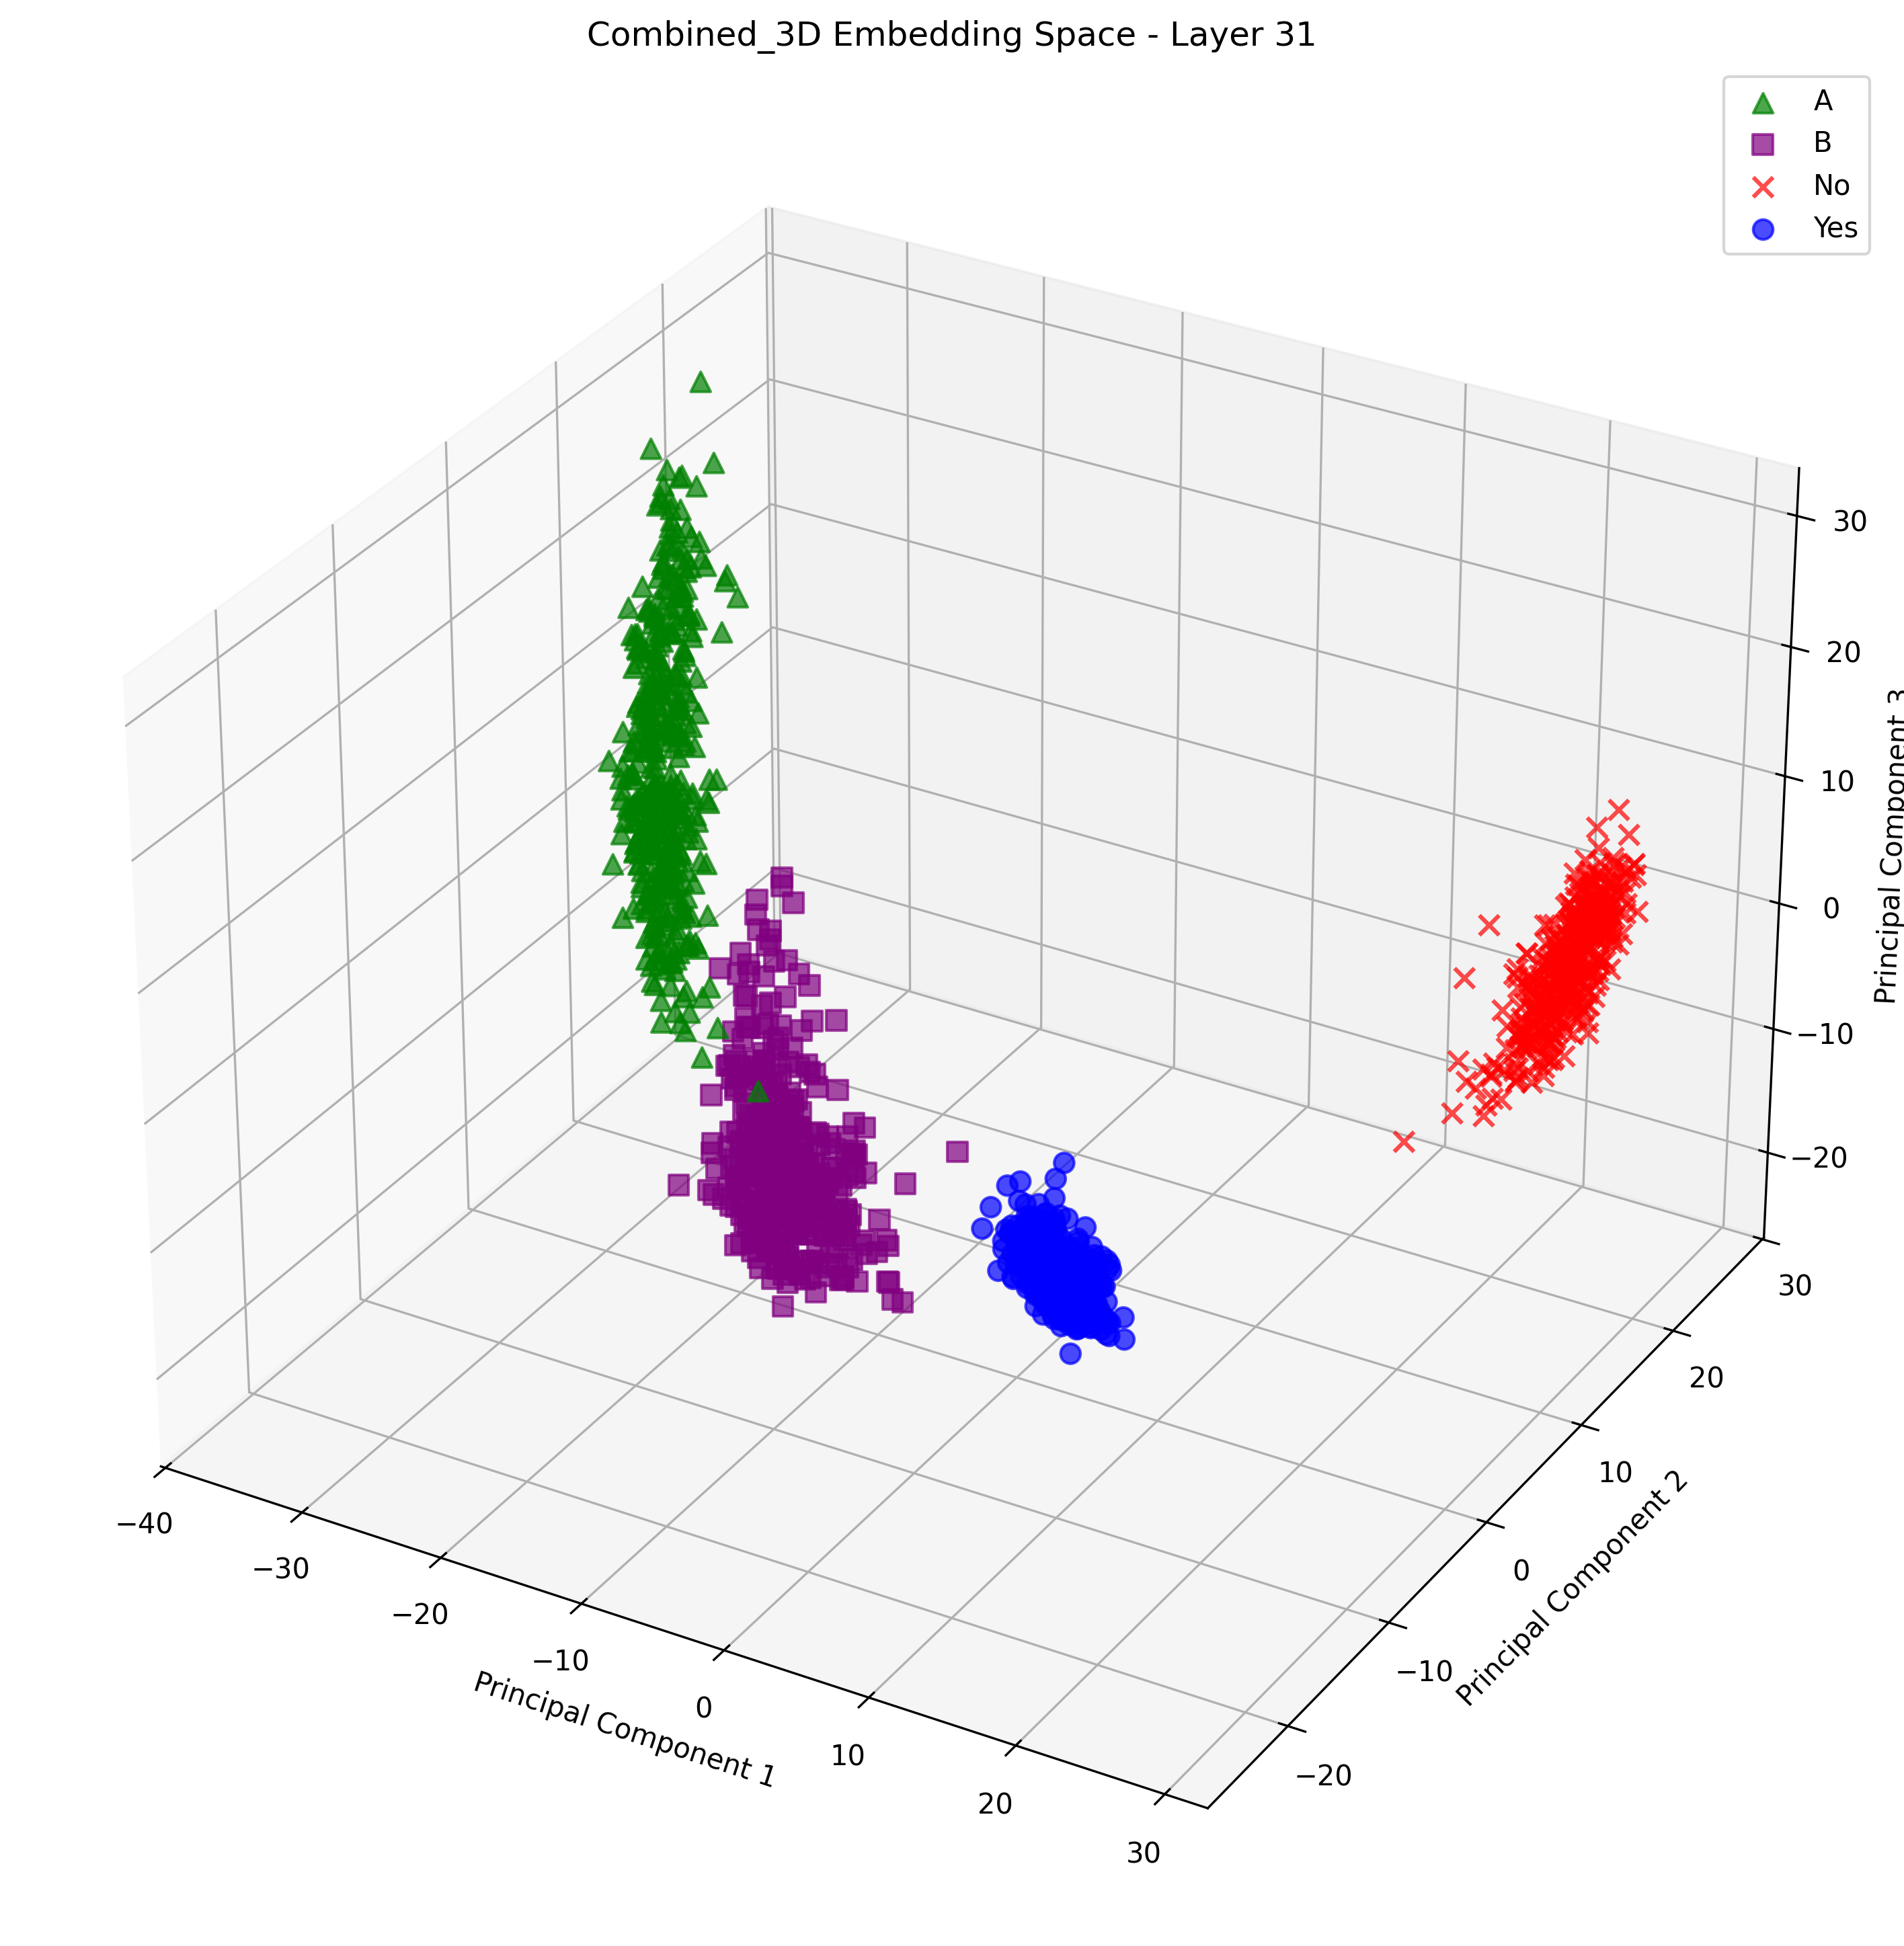 Combined_3D Embedding Space - Layer 31
A
B
No
Yes
30
20
10
0
−10
−20
Principal Component 3
30
20
10
0
−10
−20
Principal Component 2
−40
−30
−20
−10
0
10
20
30
Principal Component 1